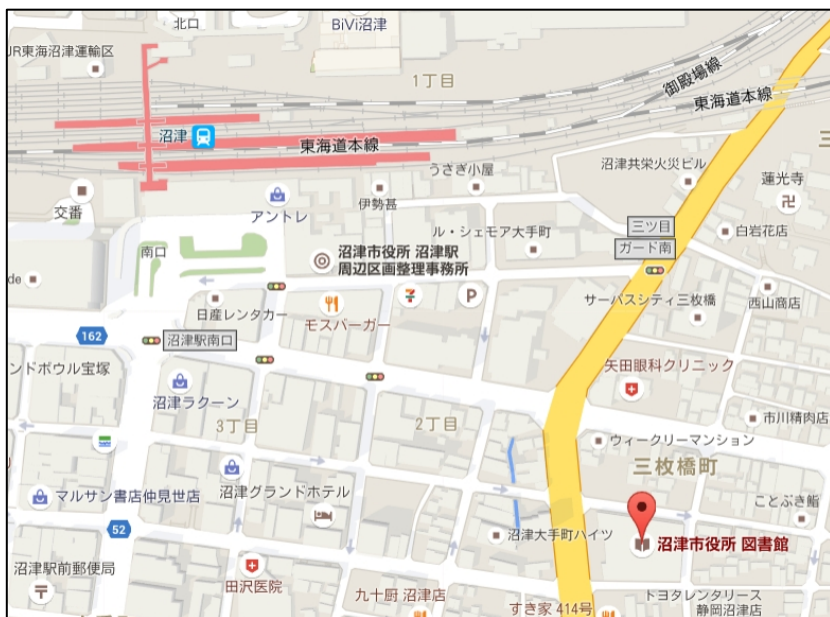 北口
BiVi沼津
JR東海沼津運輸区
1丁目
御殿場線
東海道本線
沼津
東海道本線
うさぎ小屋
沼津共栄火災ビル
蓮光寺
交番
アントレ
伊勢甚
三ツ目
ガード南
ル・シェモア大手町
白岩花店
南口
沼津市役所 沼津駅
周辺区画整理事務所
de
日産レンタカー
モスバーガー
P
サーバスシティ三枚橋
西山商店
162
沼津駅南口
ンドボウル宝塚
矢田眼科クリニック
沼津ラクーン
3丁目
2丁目
市川精肉店
ウィークリーマンション
三枚橋町
沼津グランドホテル
マルサン書店仲見世店
ことぶき鮨
52
沼津大手町ハイツ
沼津市役所 図書館
沼津駅前郵便局
田沢医院
九十厨 沼津店
すき家 414号
トヨタレンタリース
静岡沼津店